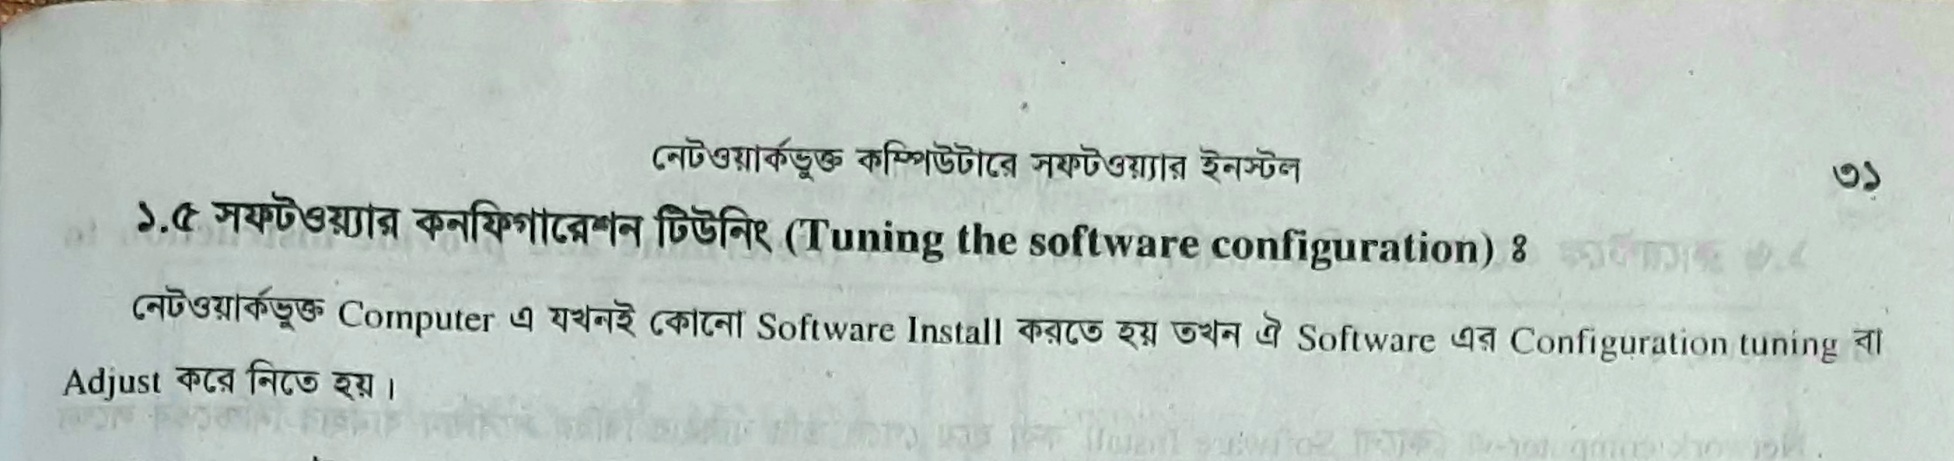 নেটওয়ার্কভুক্ত কম্পিউটারে সফটওয়্যার ইনস্টল ৩১
১.৫ সফটওয়্যার কনফিগারেশন টিউনিং (Tuning the software configuration) ঃ
নেটওয়ার্কভুক্ত Computer এ যখনই কোনো Software Install করতে হয় তখন ঐ Software এর Configuration tuning বা
Adjust করে নিতে হয়।